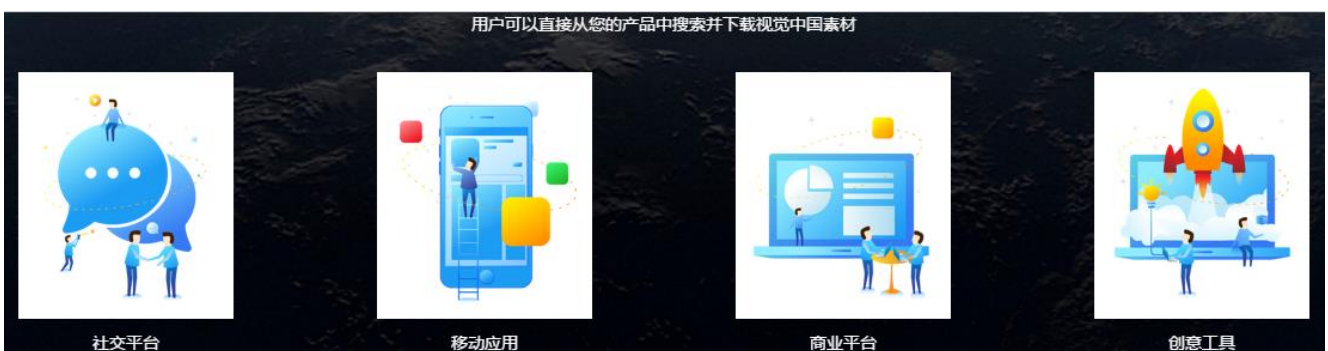 用户可以直接从您的产品中搜索并下载视觉中国素材
社交平台
移动应用
商业平台
创意工具